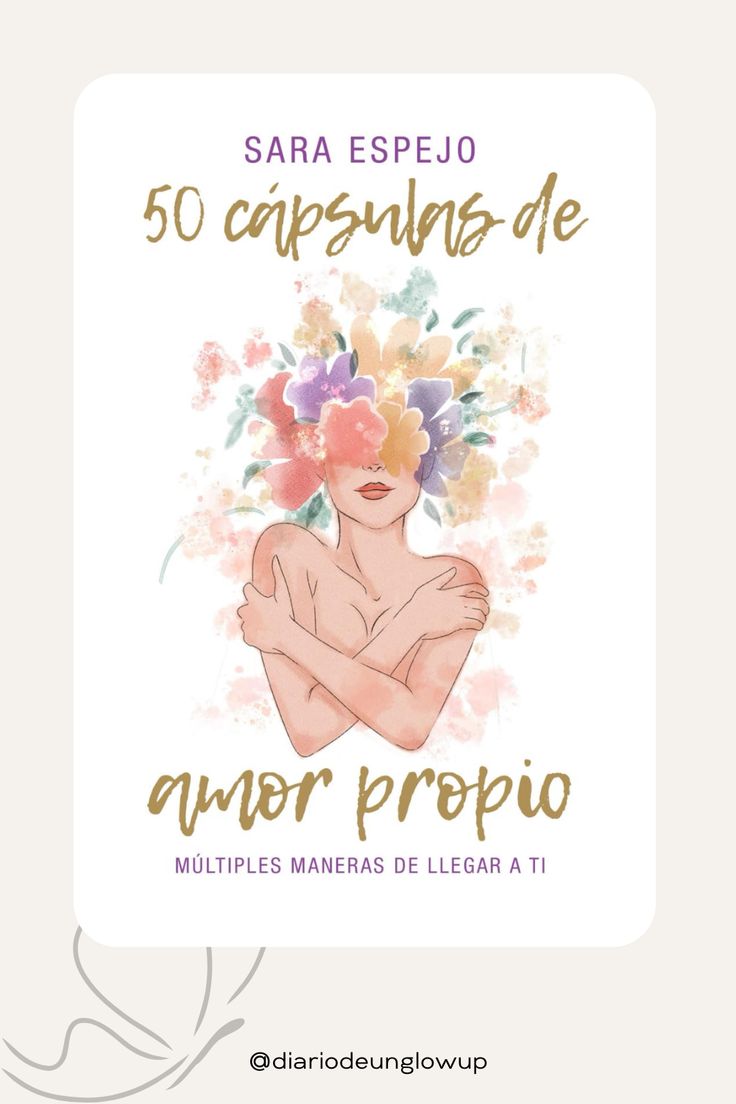 SARA ESPEJO
50 cápsulas de
amor propio
MÚLTIPLES MANERAS DE LLEGAR A TI
@diariodeunglowup